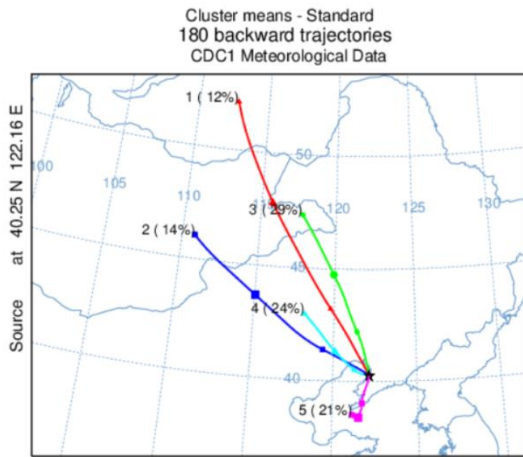 Cluster means - Standard
180 backward trajectories
CDC1 Meteorological Data
Source at 40.25 N 122.16 E
1 ( 12%)
50
100
105
110
3 ( 29%)
120
125
130
2 ( 14%)
45
4 ( 24%)
40
5 ( 21%)